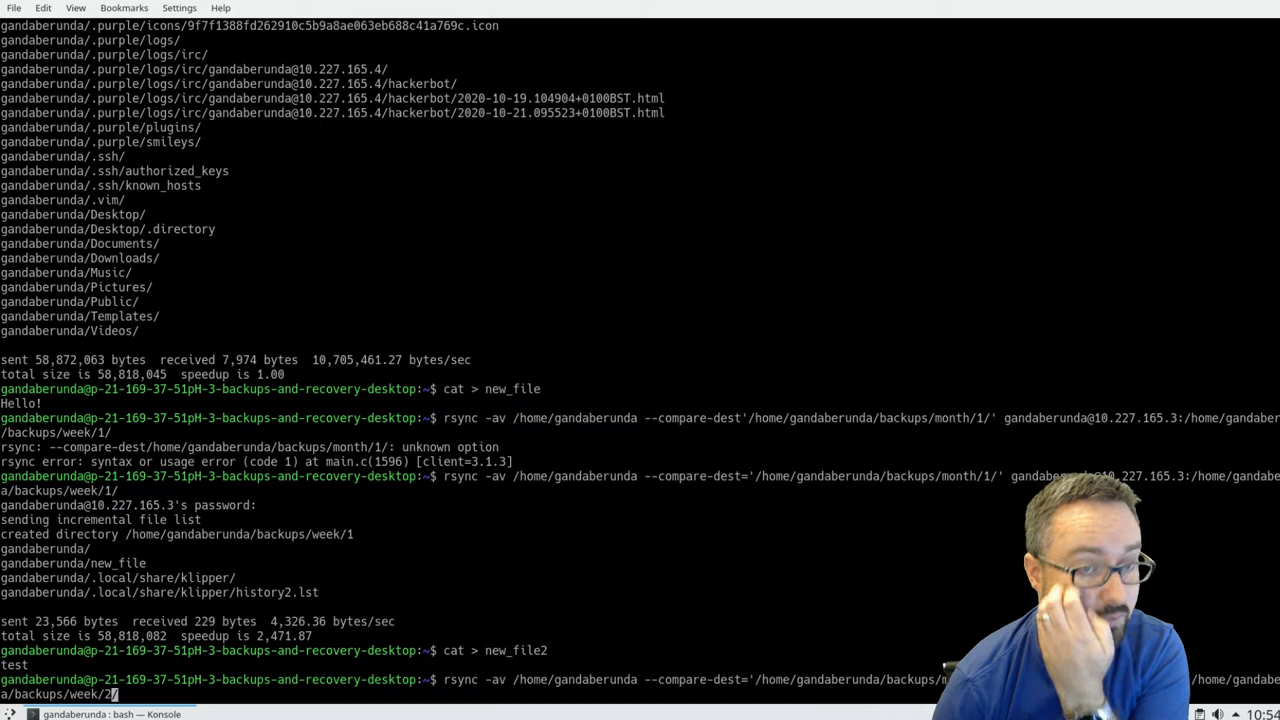 File Edit View Bookmarks Settings Help
gandaberunda/.purple/icons/9f7f1388fd262910c5b9a8ae063eb688c41a769c.icon
gandaberunda/.purple/logs/
gandaberunda/.purple/logs/irc/
gandaberunda/.purple/logs/irc/gandaberunda@10.227.165.4/
gandaberunda/.purple/logs/irc/gandaberunda@10.227.165.4/hackerbot/
gandaberunda/.purple/logs/irc/gandaberunda@10.227.165.4/hackerbot/2020-10-19.104904+0100BST.html
gandaberunda/.purple/logs/irc/gandaberunda@10.227.165.4/hackerbot/2020-10-21.095523+0100BST.html
gandaberunda/.purple/plugins/
gandaberunda/.purple/smileys/
gandaberunda/.ssh/
gandaberunda/.ssh/authorized_keys
gandaberunda/.ssh/known_hosts
gandaberunda/.vim/
gandaberunda/Desktop/
gandaberunda/Desktop/.directory
gandaberunda/Documents/
gandaberunda/Downloads/
gandaberunda/Music/
gandaberunda/Pictures/
gandaberunda/Public/
gandaberunda/Templates/
gandaberunda/Videos/
sent 58,872,063 bytes  received 7,974 bytes  10,705,461.27 bytes/sec
total size is 58,818,045  speedup is 1.00
gandaberunda@p-21-169-37-51pH-3-backups-and-recovery-desktop:~$ cat > new_file
Hello!
gandaberunda@p-21-169-37-51pH-3-backups-and-recovery-desktop:~$ rsync -av /home/gandaberunda --compare-dest'/home/gandaberunda/backups/month/1/' gandaberunda@10.227.165.3:/home/gandaber
/backups/week/1/
rsync: --compare-dest/home/gandaberunda/backups/month/1/: unknown option
rsync error: syntax or usage error (code 1) at main.c(1596) [client=3.1.3]
gandaberunda@p-21-169-37-51pH-3-backups-and-recovery-desktop:~$ rsync -av /home/gandaberunda --compare-dest='/home/gandaberunda/backups/month/1/' gandaberunda@10.227.165.3:/home/gandabe
a/backups/week/1/
gandaberunda@10.227.165.3's password:
sending incremental file list
created directory /home/gandaberunda/backups/week/1
gandaberunda/
gandaberunda/new_file
gandaberunda/.local/share/klipper/
gandaberunda/.local/share/klipper/history2.lst
sent 23,566 bytes  received 229 bytes  4,326.36 bytes/sec
total size is 58,818,082  speedup is 2,471.87
gandaberunda@p-21-169-37-51pH-3-backups-and-recovery-desktop:~$ cat > new_file2
test
gandaberunda@p-21-169-37-51pH-3-backups-and-recovery-desktop:~$ rsync -av /home/gandaberunda --compare-dest='/home/gandaberunda/backups/m /home/gandabe
a/backups/week/2/
gandaberunda : bash — Konsole
10:54